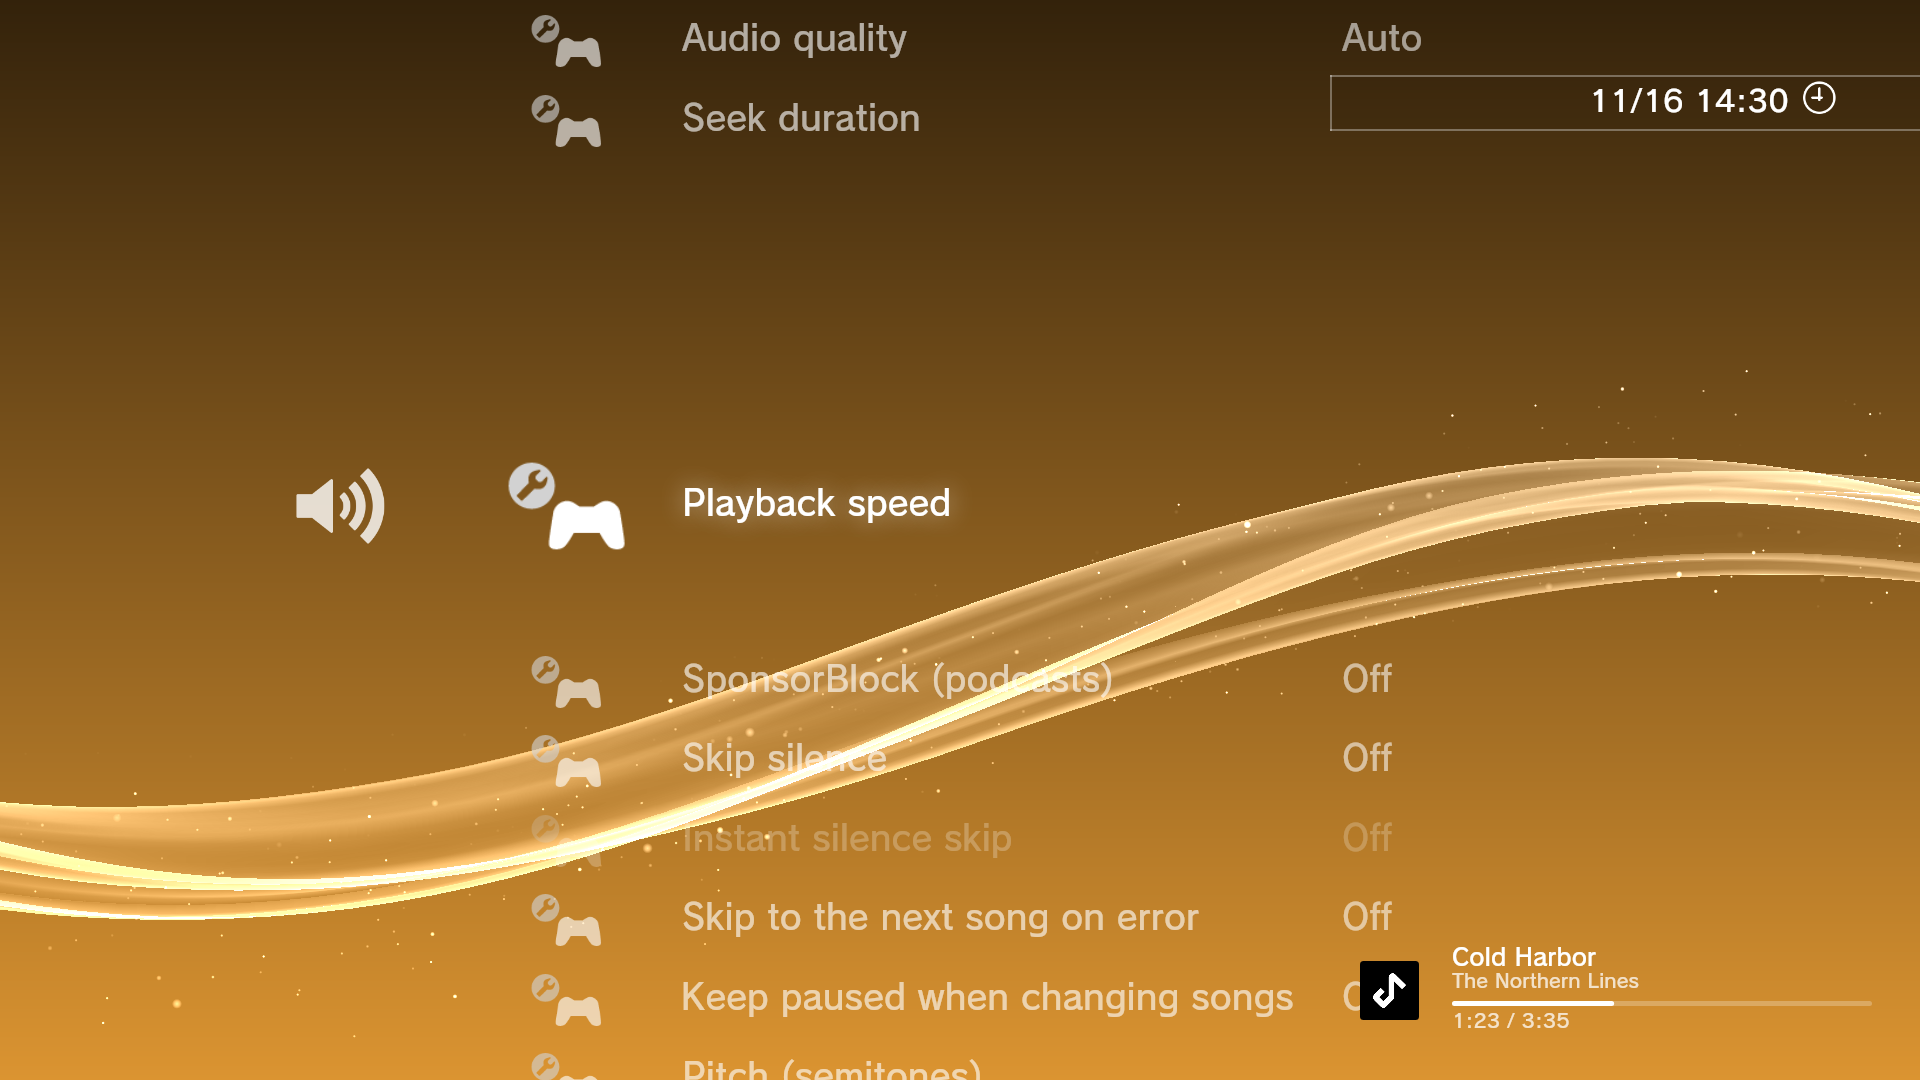 Audio quality Auto
11/16 14:30
Seek duration
Playback speed
SponsorBlock (podcasts) Off
Skip silence Off
Instant silence skip Off
Skip to the next song on error Off
Cold Harbor
The Northern Lines
Keep paused when changing songs
1:23 / 3:35
Pitch (semitones)